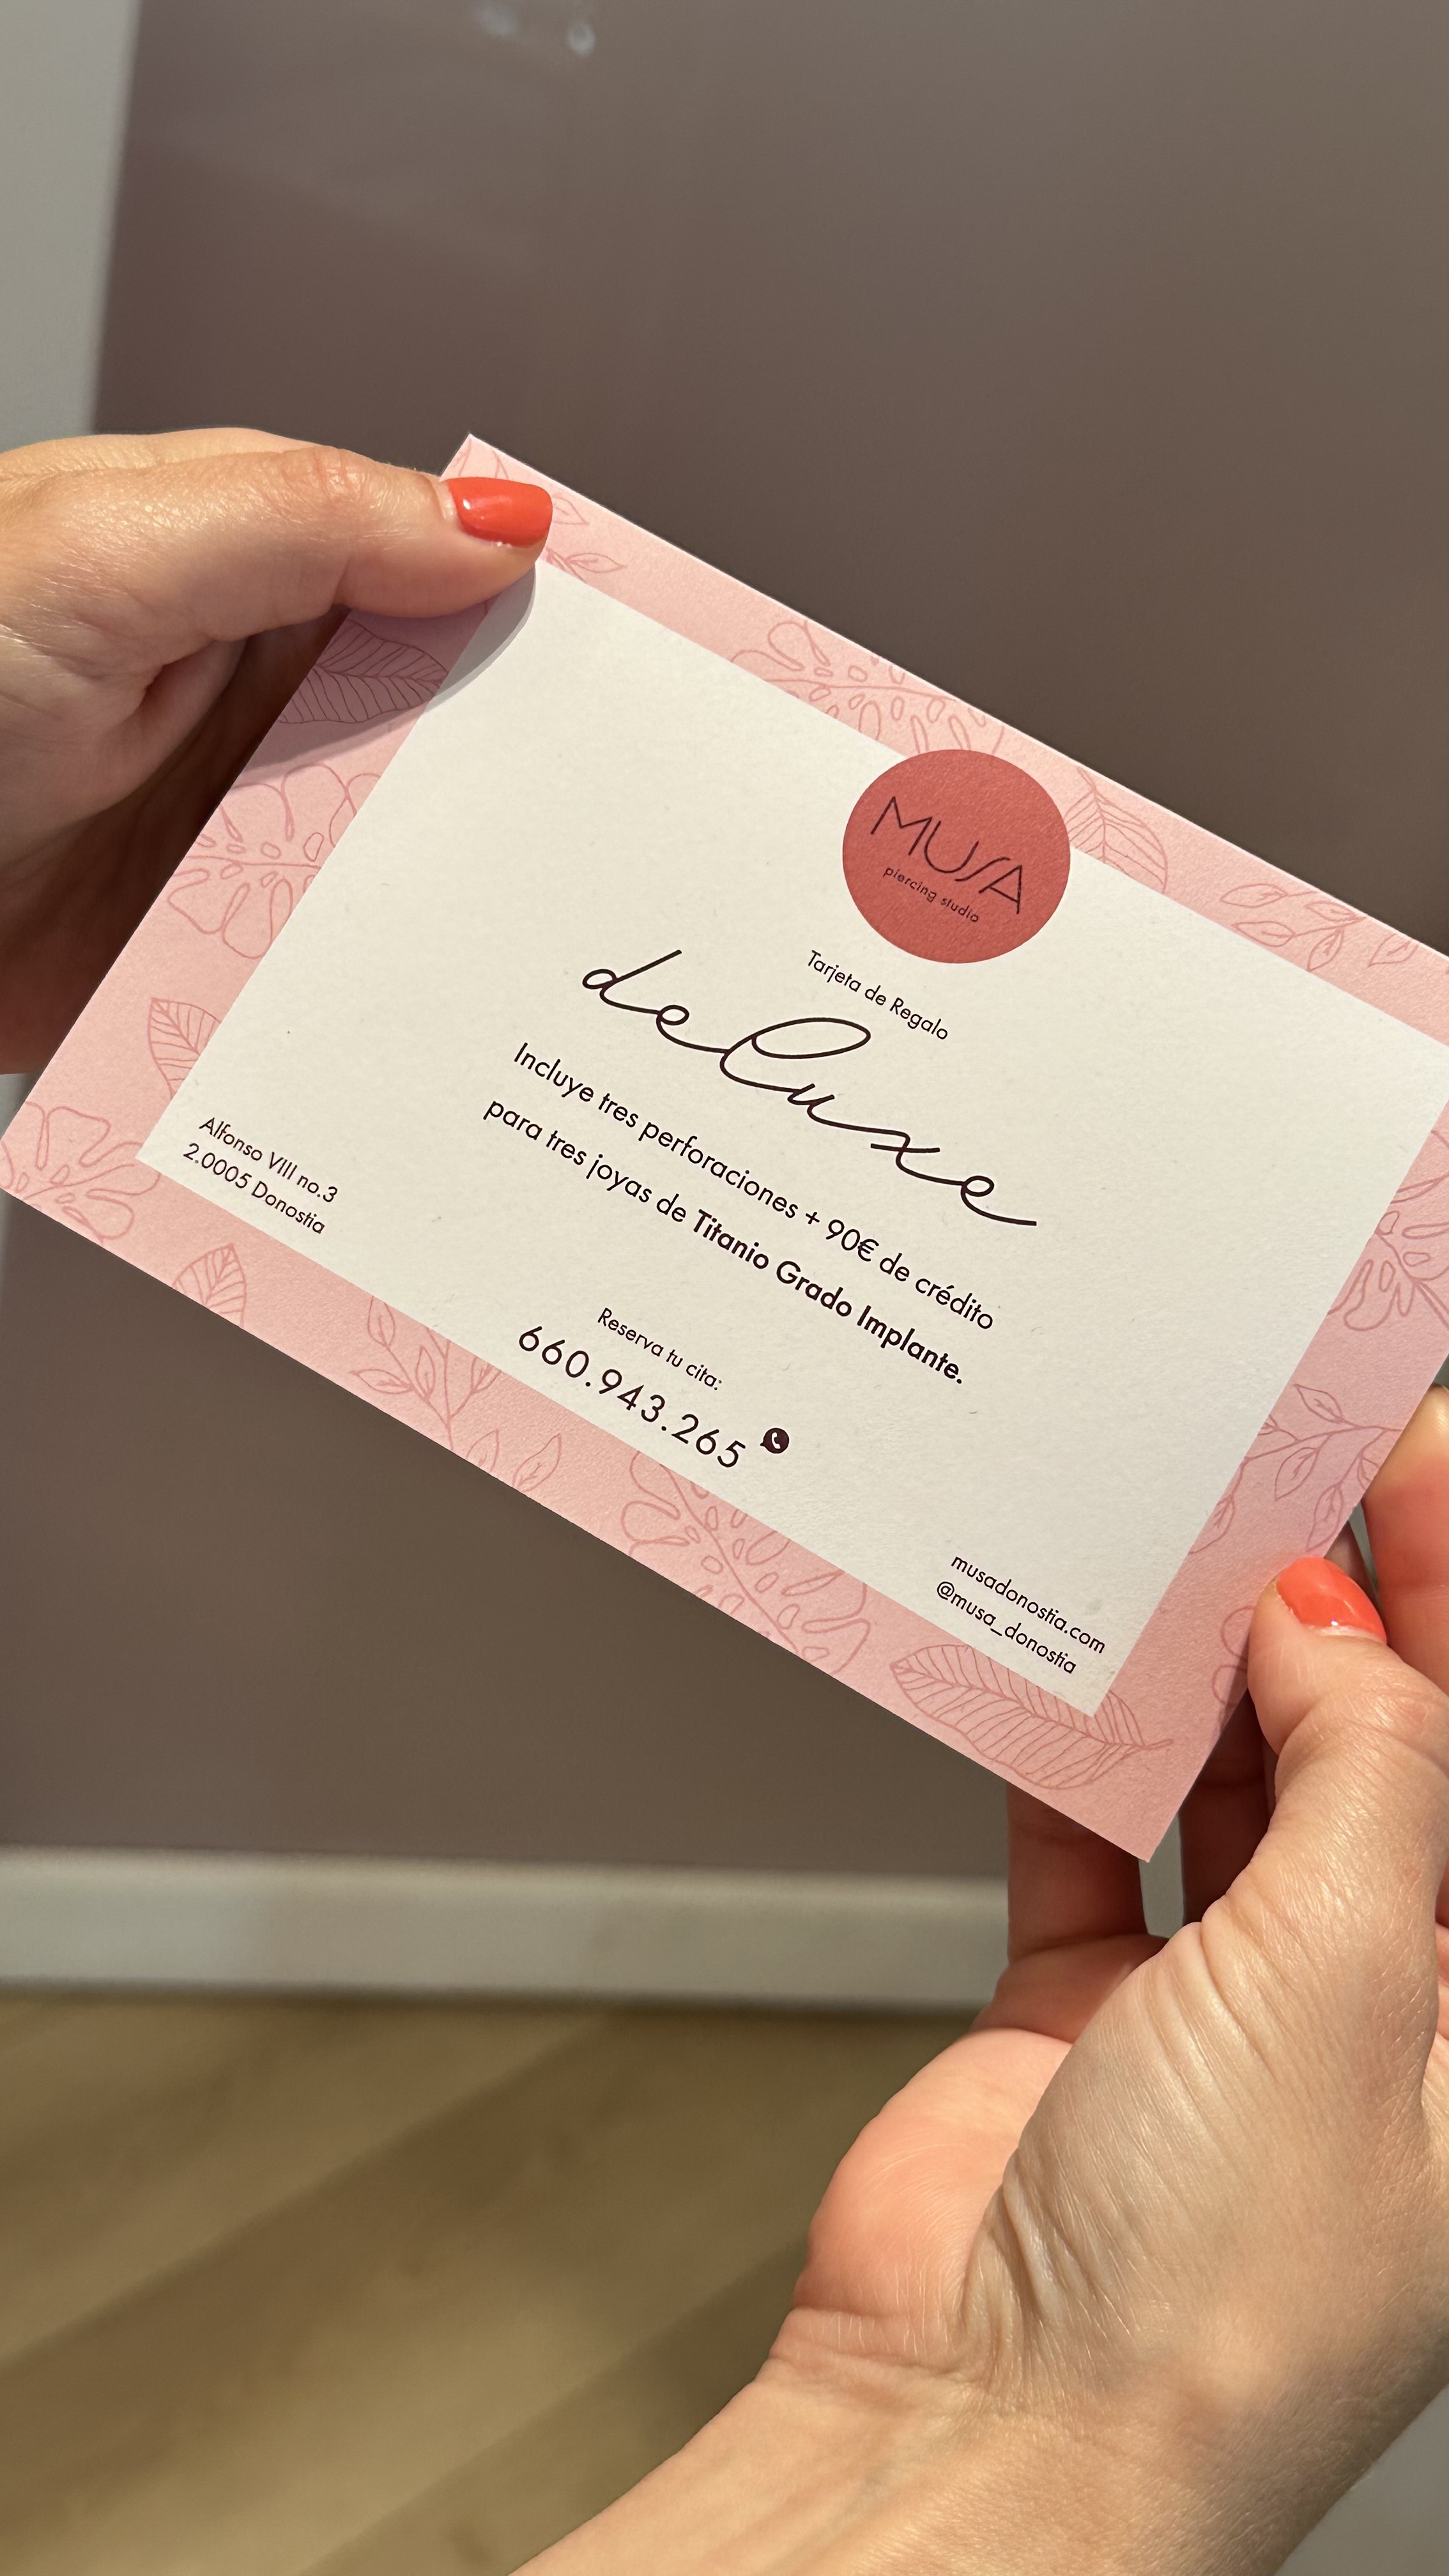 MUSA
piercing studio
Tarjeta de Regalo
deluxe
Incluye tres perforaciones + 90€ de crédito
para tres joyas de Titanio Grado Implante.
Reserva tu cita:
660.943.265
Alfonso VIII no.3
2.0005 Donostia
musadonostia.com
@musa_donostia